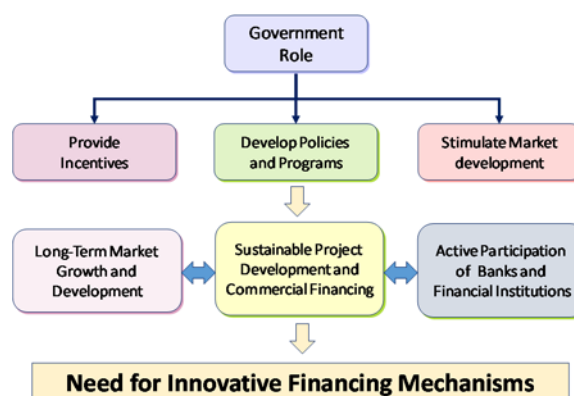 Government
Role
Provide
Incentives
Develop Policies
and Programs
Stimulate Market
development
Long-Term Market
Growth and
Development
Sustainable Project
Development and
Commercial Financing
Active Participation
of Banks and
Financial Institutions
Need for Innovative Financing Mechanisms